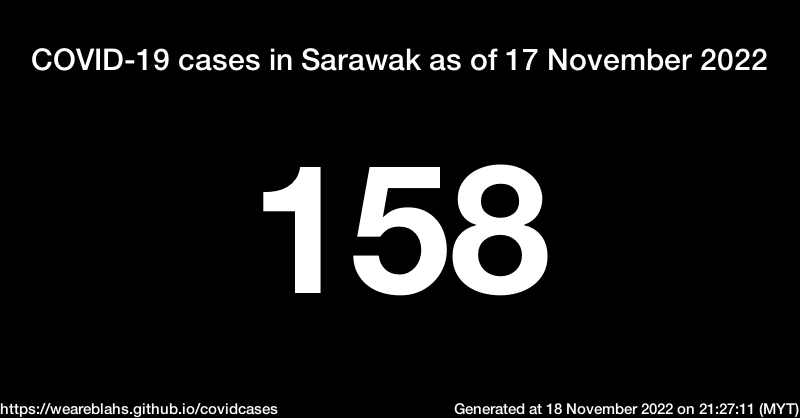 COVID-19 cases in Sarawak as of 17 November 2022
158
https://weareblahs.github.io/covidcases
Generated at 18 November 2022 on 21:27:11 (MYT)